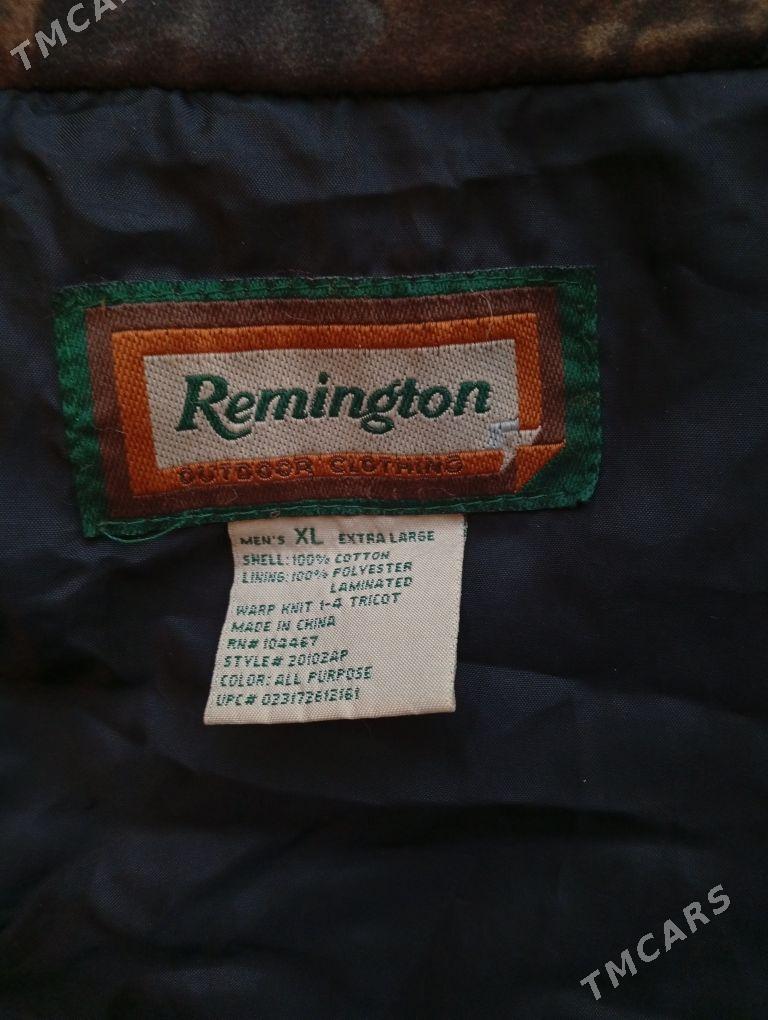 TMCARS
Remington
OUTDOOR CLOTHING
MEN'S XL EXTRA LARGE
SHELL: 100% COTTON
LINING: 100% POLYESTER
LAMINATED
WARP KNIT 1-4 TRICOT
MADE IN CHINA
RN# 104467
STYLE# 20102AP
COLOR: ALL PURPOSE
UPC# 023172612161
TMCARS